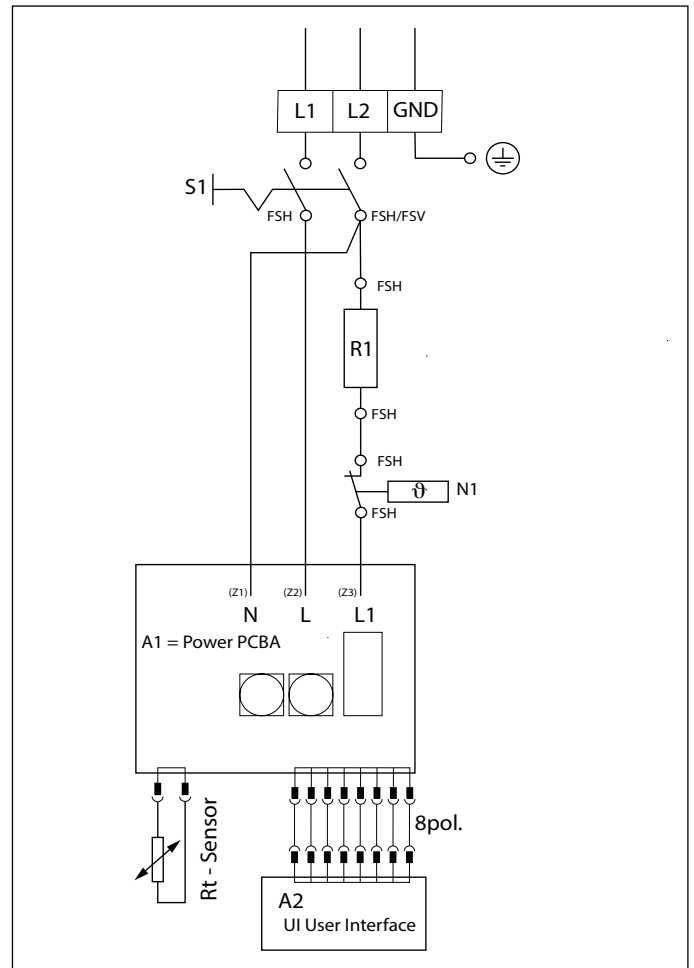 L1 L2 GND
S1
FSH FSH/FSV
FSH
R1
FSH
FSH
ϑ N1
FSH
(Z1) (Z2) (Z3)
N L L1
A1 = Power PCBA
Rt - Sensor
8pol.
A2
UI User Interface